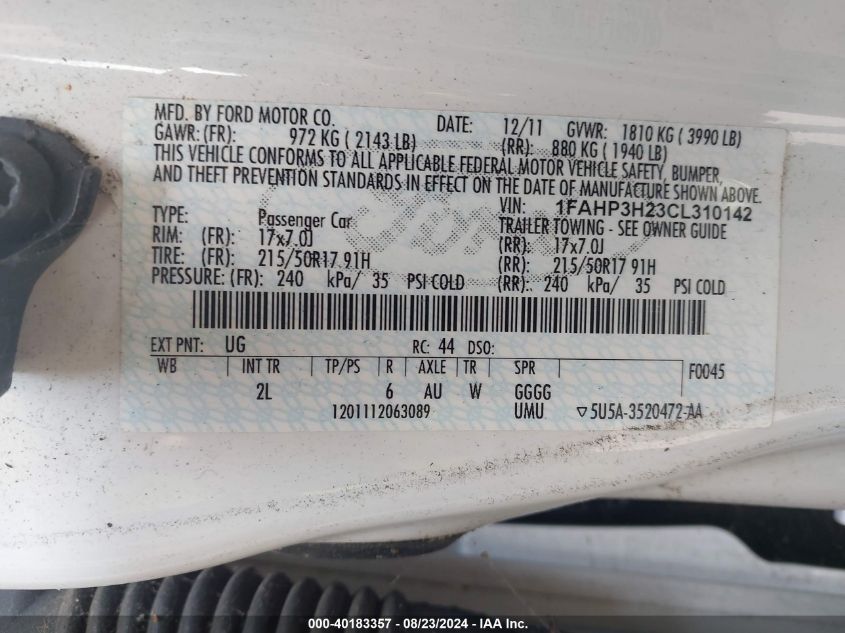 MFD. BY FORD MOTOR CO.
DATE: 12/11 GVWR: 1810 KG ( 3990 LB)
GAWR: (FR): 972 KG ( 2143 LB) (RR): 880 KG ( 1940 LB)
THIS VEHICLE CONFORMS TO ALL APPLICABLE FEDERAL MOTOR VEHICLE SAFETY, BUMPER,
AND THEFT PREVENTION STANDARDS IN EFFECT ON THE DATE OF MANUFACTURE SHOWN ABOVE.
VIN: 1FAHP3H23CL310142
TYPE: Passenger Car TRAILER TOWING - SEE OWNER GUIDE
RIM: (FR): 17x7.0J (RR): 17x7.0J
TIRE: (FR): 215/50R17 91H (RR): 215/50R17 91H
PRESSURE: (FR): 240 kPa/ 35 PSI COLD (RR): 240 kPa/ 35 PSI COLD
EXT PNT: UG RC: 44 DSO:
WB INT TR TP/PS R AXLE TR SPR F0045
2L 6 AU W GGGG
1201112063089 UMU ▽5U5A-3520472-AA
000-40183357 - 08/23/2024 - IAA Inc.